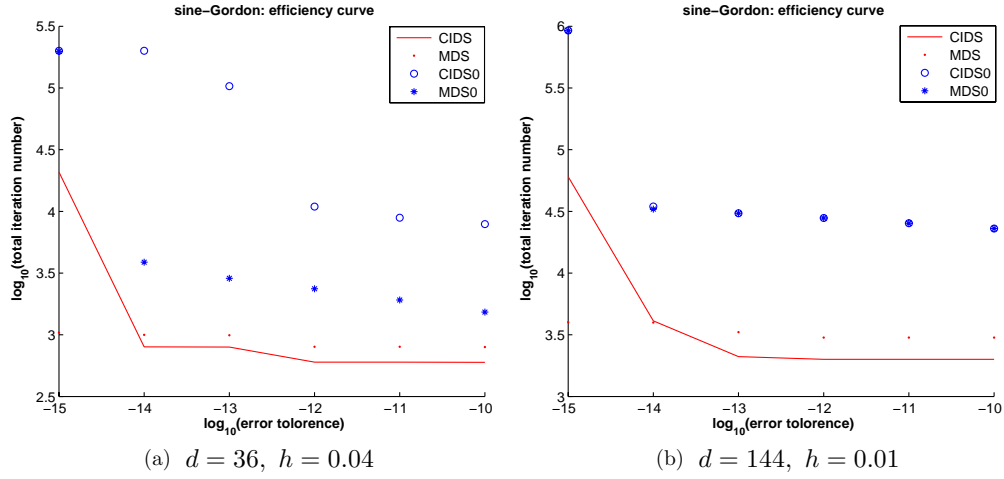 sine−Gordon: efficiency curve
5.5
5
4.5
4
3.5
3
2.5
log10(total iteration number)
CIDS
MDS
CIDS0
MDS0
−15 −14 −13 −12 −11 −10
log10(error tolorence)
(a) d = 36, h = 0.04
sine−Gordon: efficiency curve
6
5.5
5
4.5
4
3.5
3
log10(total iteration number)
CIDS
MDS
CIDS0
MDS0
−15 −14 −13 −12 −11 −10
log10(error tolorence)
(b) d = 144, h = 0.01